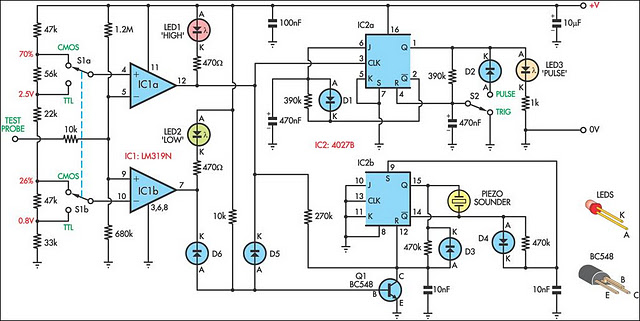 +V
47k
1.2M
LED1
'HIGH'
A
K
470Ω
100nF
IC2a
16
10µF
70%
CMOS
S1a
4
5
11
IC1a
12
56k
TTL
2.5V
22k
6
J
3
CLK
5
K
S
7
R
4
Q
1
Q
2
390k
A
K
D1
470nF
390k
K
D2
A
PULSE
S2
TRIG
470nF
A
LED3
'PULSE'
K
1k
0V
TEST
PROBE
10k
LED2
'LOW'
A
K
470Ω
IC1: LM319N
IC2: 4027B
26%
CMOS
9
10
IC1b
7
3,6,8
47k
S1b
0.8V
TTL
33k
680k
10k
270k
IC2b
9
10
J
13
CLK
11
K
8
S
Q
15
R
Q
14
12
PIEZO
SOUNDER
470k
K
D3
A
A
D4
K
470k
K
D6
A
K
D5
A
Q1
BC548
B
C
E
10nF
10nF
LEDS
K
A
BC548
B
E
C